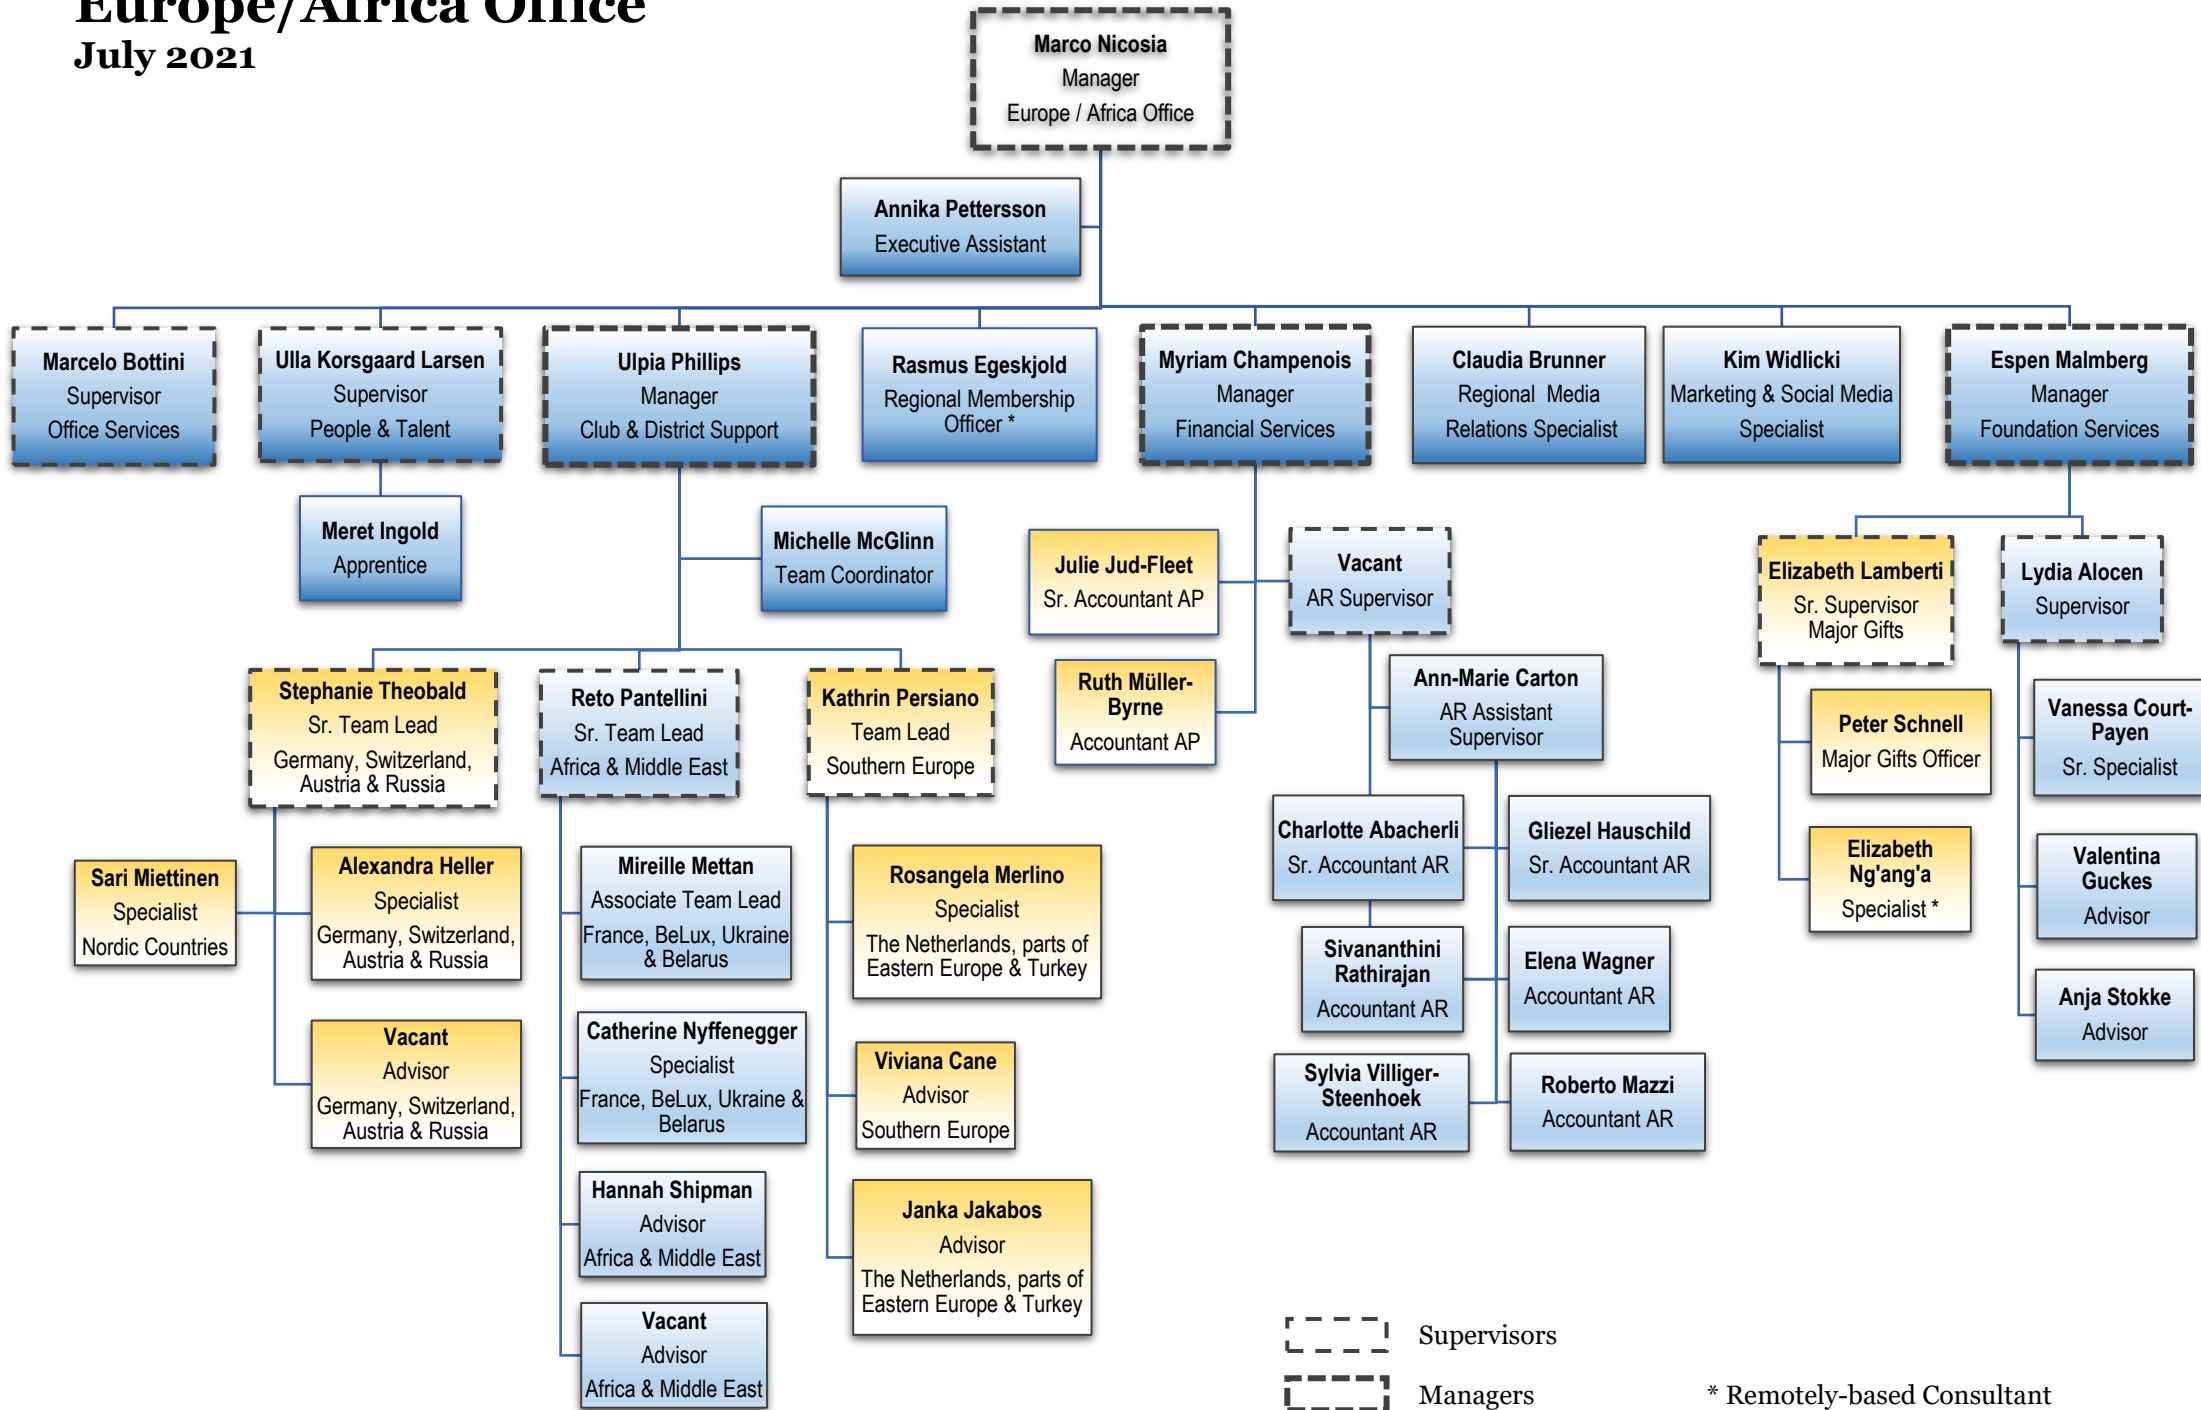 Europe/Africa Office
July 2021
Marco Nicosia
Manager
Europe / Africa Office
Annika Pettersson
Executive Assistant
Marcelo Bottini
Supervisor
Office Services
Ulla Korsgaard Larsen
Supervisor
People & Talent
Ulpia Phillips
Manager
Club & District Support
Rasmus Egeskjold
Regional Membership
Officer *
Myriam Champenois
Manager
Financial Services
Claudia Brunner
Regional  Media
Relations Specialist
Kim Widlicki
Marketing & Social Media
Specialist
Espen Malmberg
Manager
Foundation Services
Meret Ingold
Apprentice
Michelle McGlinn
Team Coordinator
Julie Jud-Fleet
Sr. Accountant AP
Vacant
AR Supervisor
Elizabeth Lamberti
Sr. Supervisor
Major Gifts
Lydia Alocen
Supervisor
Stephanie Theobald
Sr. Team Lead
Germany, Switzerland,
Austria & Russia
Reto Pantellini
Sr. Team Lead
Africa & Middle East
Kathrin Persiano
Team Lead
Southern Europe
Ruth Müller-
Byrne
Accountant AP
Ann-Marie Carton
AR Assistant
Supervisor
Peter Schnell
Major Gifts Officer
Vanessa Court-
Payen
Sr. Specialist
Sari Miettinen
Specialist
Nordic Countries
Alexandra Heller
Specialist
Germany, Switzerland,
Austria & Russia
Mireille Mettan
Associate Team Lead
France, BeLux, Ukraine
& Belarus
Rosangela Merlino
Specialist
The Netherlands, parts of
Eastern Europe & Turkey
Charlotte Abacherli
Sr. Accountant AR
Gliezel Hauschild
Sr. Accountant AR
Elizabeth
Ng'ang'a
Specialist *
Valentina
Guckes
Advisor
Sivananthini
Rathirajan
Accountant AR
Elena Wagner
Accountant AR
Anja Stokke
Advisor
Vacant
Advisor
Germany, Switzerland,
Austria & Russia
Catherine Nyffenegger
Specialist
France, BeLux, Ukraine &
Belarus
Viviana Cane
Advisor
Southern Europe
Sylvia Villiger-
Steenhoek
Accountant AR
Roberto Mazzi
Accountant AR
Hannah Shipman
Advisor
Africa & Middle East
Janka Jakabos
Advisor
The Netherlands, parts of
Eastern Europe & Turkey
Vacant
Advisor
Africa & Middle East
Supervisors
Managers
* Remotely-based Consultant